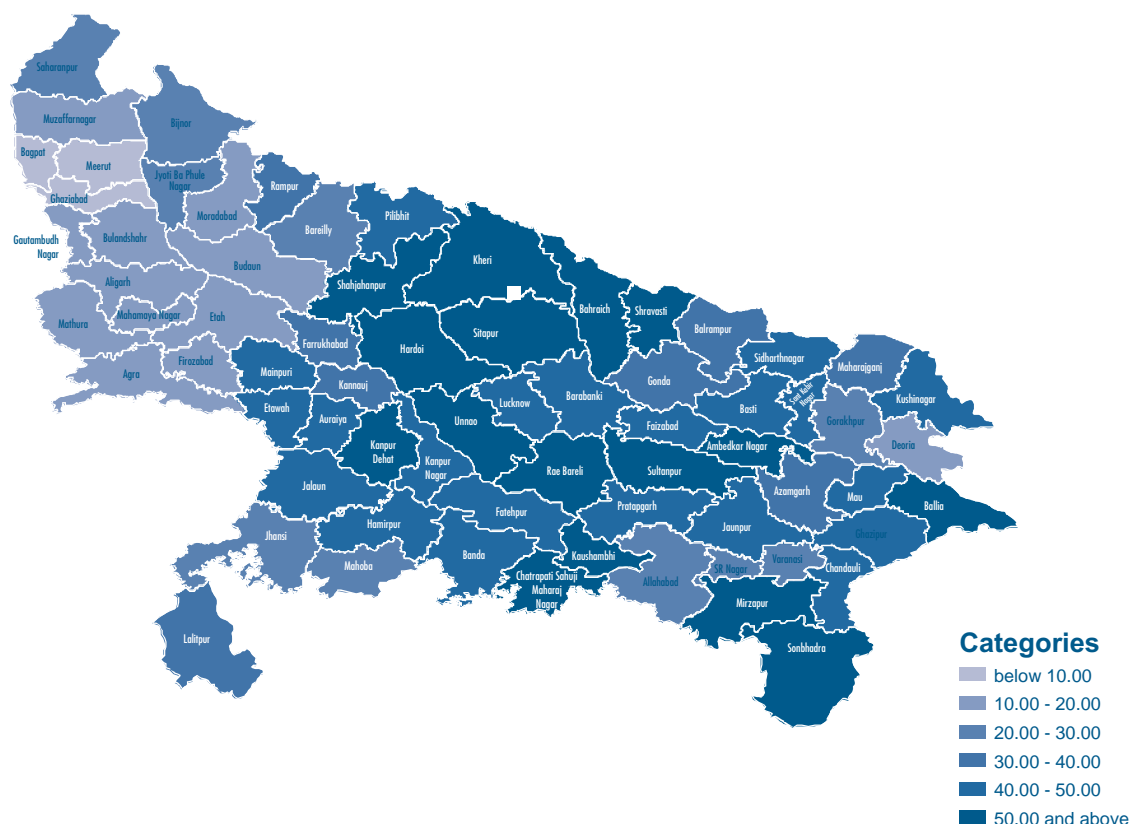 Saharanpur
Muzaffarnagar
Bijnor
Bagpat
Meerut
Jyoti Ba Phule
Nagar
Rampur
Ghaziabad
Moradabad
Pilibhit
Bareilly
Gautambudh
Nagar
Bulandshahr
Budaun
Kheri
Aligarh
Shahjahanpur
Mahamaya Nagar
Etah
Bahraich
Shravasti
Mathura
Sitapur
Balrampur
Farrukhabad
Hardoi
Firozabad
Agra
Mainpuri
Sidharthnagar
Maharajganj
Kannauj
Gonda
Sant Kabir
Nagar
Lucknow
Barabanki
Kushinagar
Etawah
Auraiya
Unnao
Basti
Faizabad
Gorakhpur
Deoria
Kanpur
Dehat
Ambedkar Nagar
Kanpur
Nagar
Rae Bareli
Sultanpur
Jalaun
Azamgarh
Mau
Ballia
Fatehpur
Pratapgarh
Hamirpur
Jaunpur
Ghazipur
Jhansi
Banda
Kaushambhi
Mahoba
Varanasi
Chandauli
SR Nagar
Chatrapati Sahuji
Maharaj
Nagar
Allahabad
Mirzapur
Lalitpur
Sonbhadra
Categories
below 10.00
10.00 - 20.00
20.00 - 30.00
30.00 - 40.00
40.00 - 50.00
50.00 and above